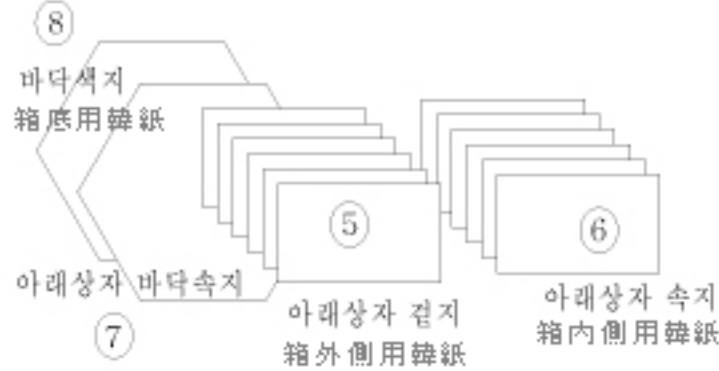 ⑧
바닥색지
箱底用韓紙
⑤
⑥
아래상자 바닥속지
⑦
아래상자 겉지
箱外側用韓紙
아래상자 속지
箱内側用韓紙